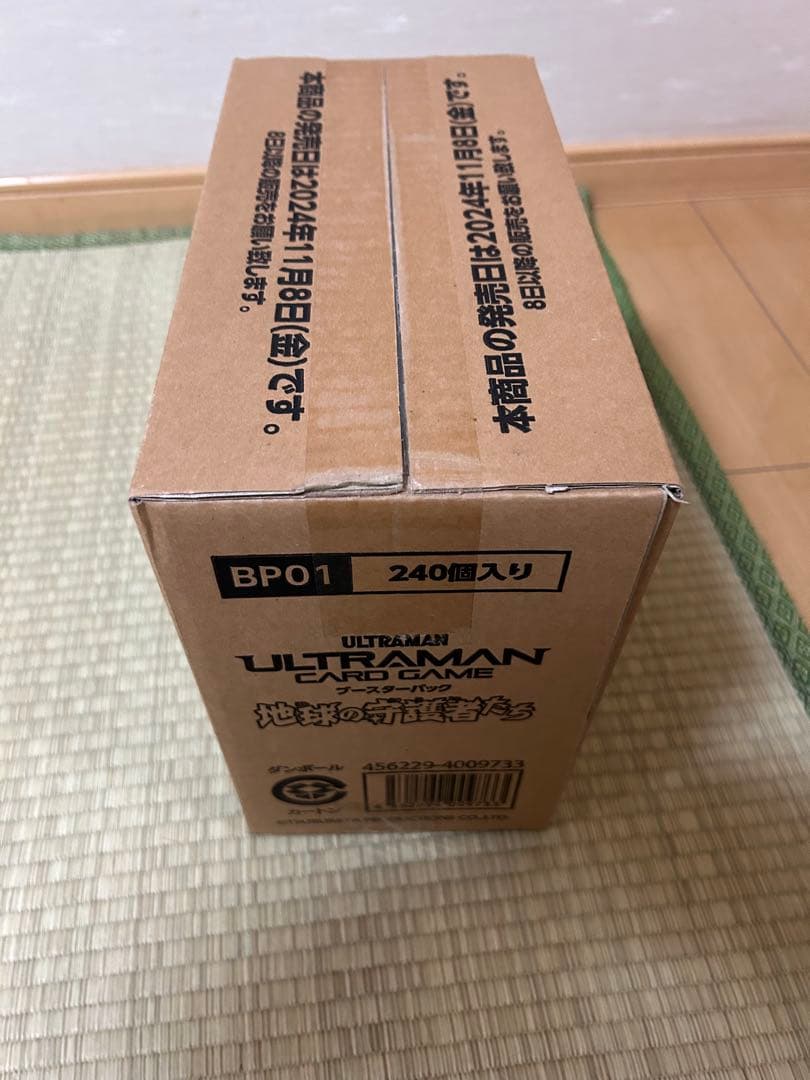 本商品の発売日は2024年11月8日(金)です。
8日以降の販売をお願い致します。
本商品の発売日は2024年11月8日(金)です。
8日以降の販売をお願い致します。
BP01 240個入り
ULTRAMAN
ULTRAMAN
CARD GAME
ブースターパック
地球の守護者たち
ダンボール 456229-4009733
カートン